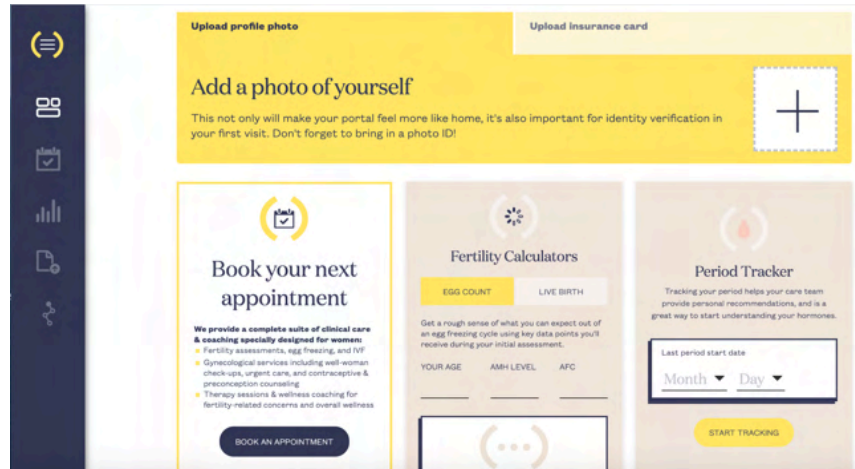 Upload profile photo
Upload insurance card
Add a photo of yourself
This not only will make your portal feel more like home, it's also important for identity verification in
your first visit. Don't forget to bring in a photo ID!
Book your next
appointment
We provide a complete suite of clinical care
& coaching specially designed for women:
Fertility assessments, egg freezing, and IVF
Gynecological services including well-woman
check-ups, urgent care, and contraceptive &
preconception counseling
Therapy sessions & wellness coaching for
fertility-related concerns and overall wellness
BOOK AN APPOINTMENT
Fertility Calculators
EGG COUNT
LIVE BIRTH
Get a rough sense of what you can expect out of
an egg freezing cycle using key data points you'll
receive during your initial assessment.
YOUR AGE
AMH LEVEL
AFC
Period Tracker
Tracking your period helps your care team
provide personal recommendations, and is a
great way to start understanding your hormones.
Last period start date
Month
Day
START TRACKING